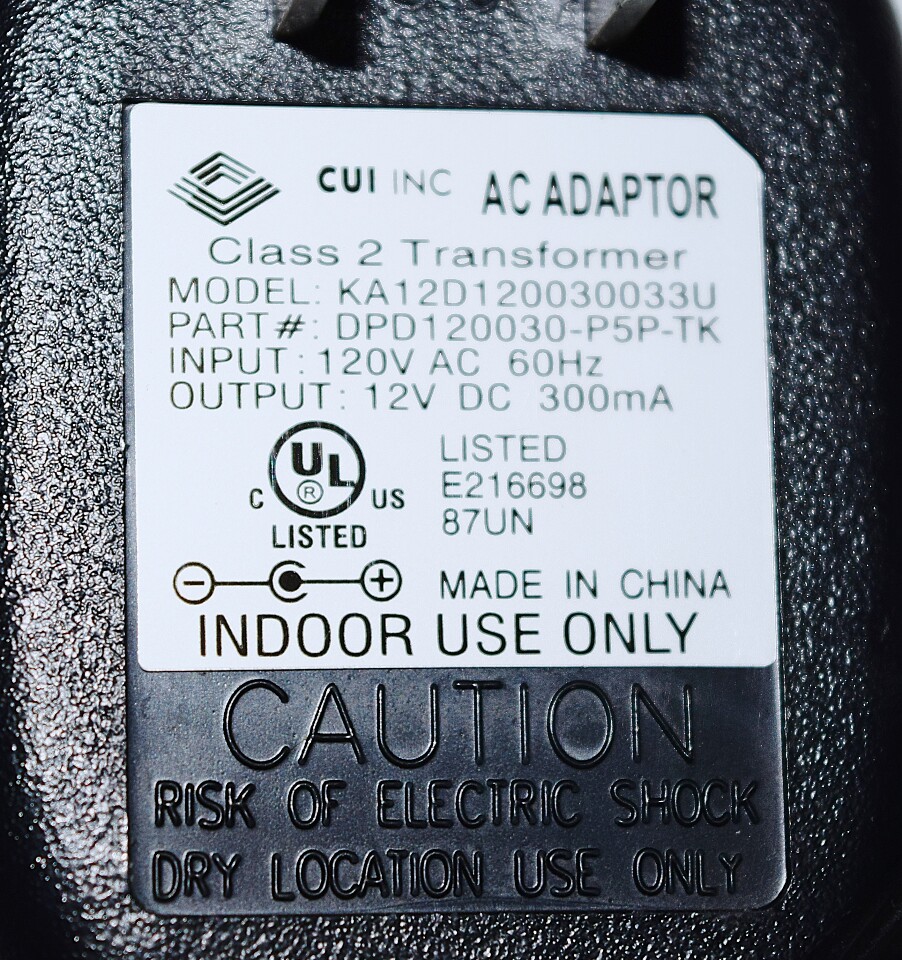 CUI INC AC ADAPTOR
Class 2 Transformer
MODEL: KA12D120030033U
PART#: DPD120030-P5P-TK
INPUT: 120V AC 60Hz
OUTPUT: 12V DC 300mA
C UL ® US
LISTED
LISTED
E216698
87UN
MADE IN CHINA
INDOOR USE ONLY
CAUTION
RISK OF ELECTRIC SHOCK
DRY LOCATION USE ONLY